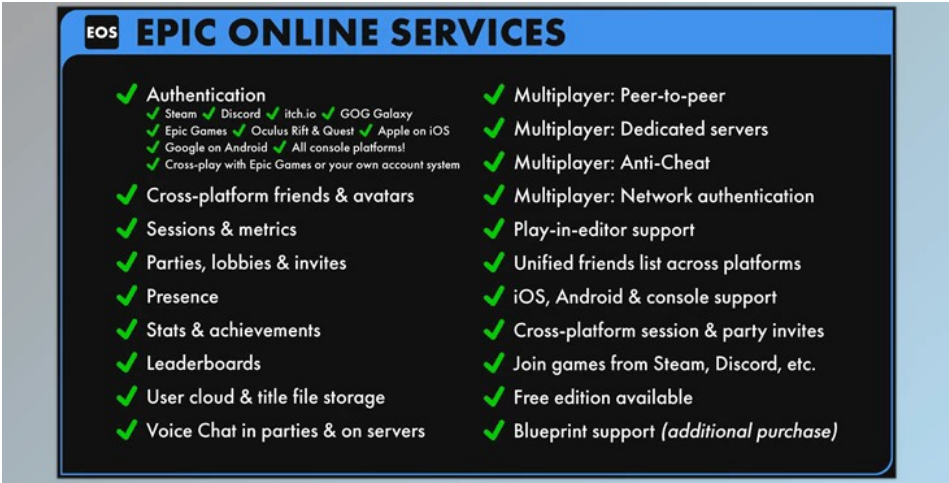 EOS EPIC ONLINE SERVICES
Authentication
Steam Discord itch.io GOG Galaxy
Epic Games Oculus Rift & Quest Apple on iOS
Google on Android All console platforms!
Cross-play with Epic Games or your own account system
Cross-platform friends & avatars
Sessions & metrics
Parties, lobbies & invites
Presence
Stats & achievements
Leaderboards
User cloud & title file storage
Voice Chat in parties & on servers
Multiplayer: Peer-to-peer
Multiplayer: Dedicated servers
Multiplayer: Anti-Cheat
Multiplayer: Network authentication
Play-in-editor support
Unified friends list across platforms
iOS, Android & console support
Cross-platform session & party invites
Join games from Steam, Discord, etc.
Free edition available
Blueprint support (additional purchase)